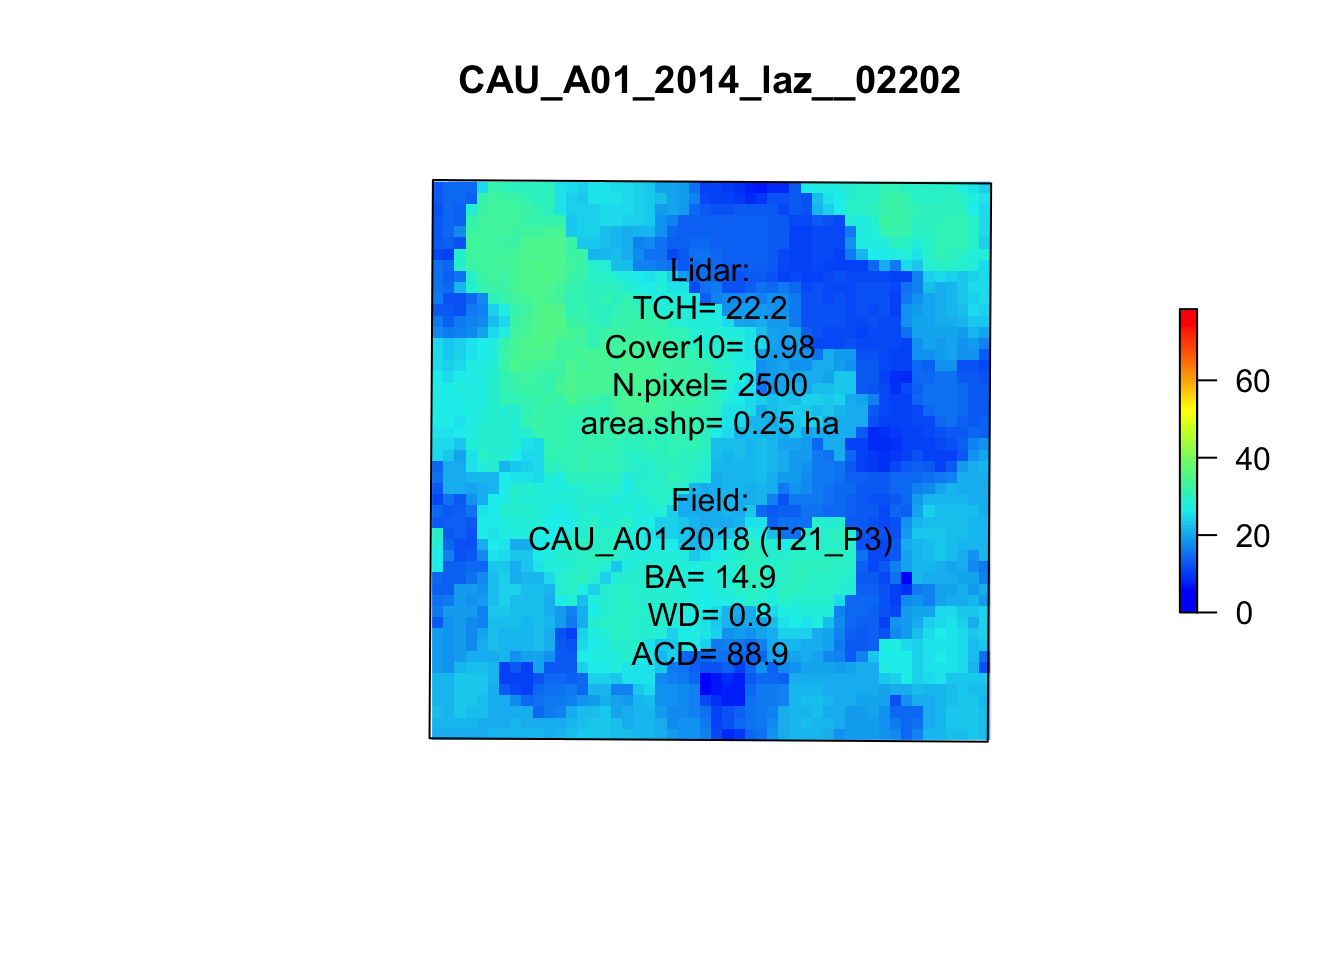 CAU_A01_2014_laz__02202
Lidar:
TCH= 22.2
Cover10= 0.98
N.pixel= 2500
area.shp= 0.25 ha
Field:
CAU_A01 2018 (T21_P3)
BA= 14.9
WD= 0.8
ACD= 88.9
60
40
20
0